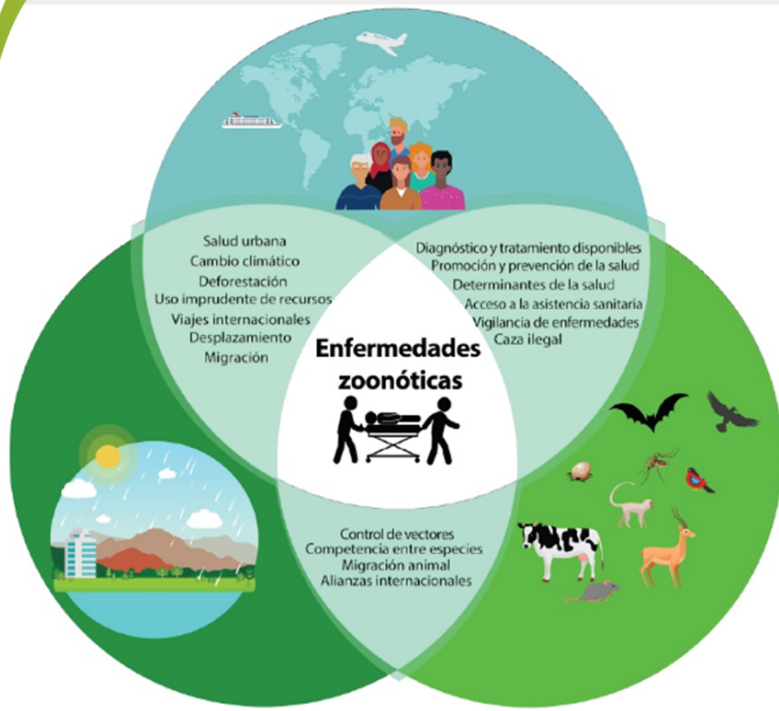 Salud urbana
Cambio climático
Deforestación
Uso imprudente de recursos
Viajes internacionales
Desplazamiento
Migración
Diagnóstico y tratamiento disponibles
Promoción y prevención de la salud
Determinantes de la salud
Acceso a la asistencia sanitaria
Vigilancia de enfermedades
Caza ilegal
Enfermedades
zoonóticas
Control de vectores
Competencia entre especies
Migración animal
Alianzas internacionales